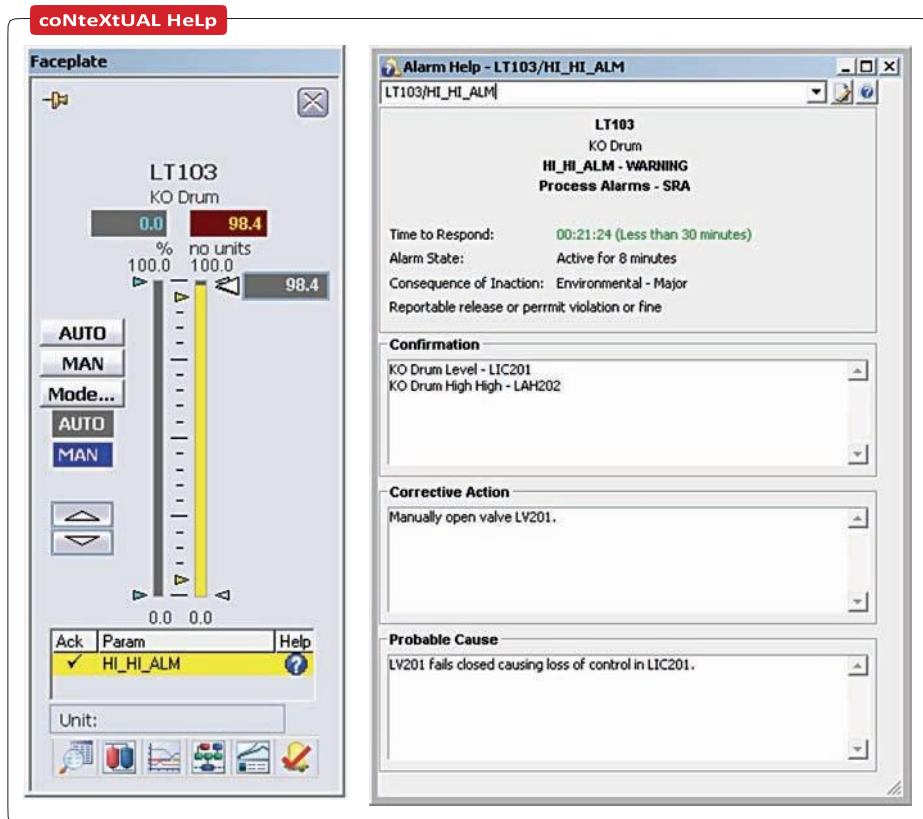 coNteXtUAL HeLp
Faceplate
LT103
KO Drum
0.0 98.4
% no units
100.0 100.0
98.4
AUTO
MAN
Mode...
AUTO
MAN
0.0 0.0
Ack Param Help
✓ HI_HI_ALM ?
Unit:
Alarm Help - LT103/HI_HI_ALM
LT103/HI_HI_ALM
LT103
KO Drum
HI_HI_ALM - WARNING
Process Alarms - SRA
Time to Respond: 00:21:24 (Less than 30 minutes)
Alarm State: Active for 8 minutes
Consequence of Inaction: Environmental - Major
Reportable release or perrmit violation or fine
Confirmation
KO Drum Level - LIC201
KO Drum High High - LAH202
Corrective Action
Manually open valve LV201.
Probable Cause
LV201 fails closed causing loss of control in LIC201.